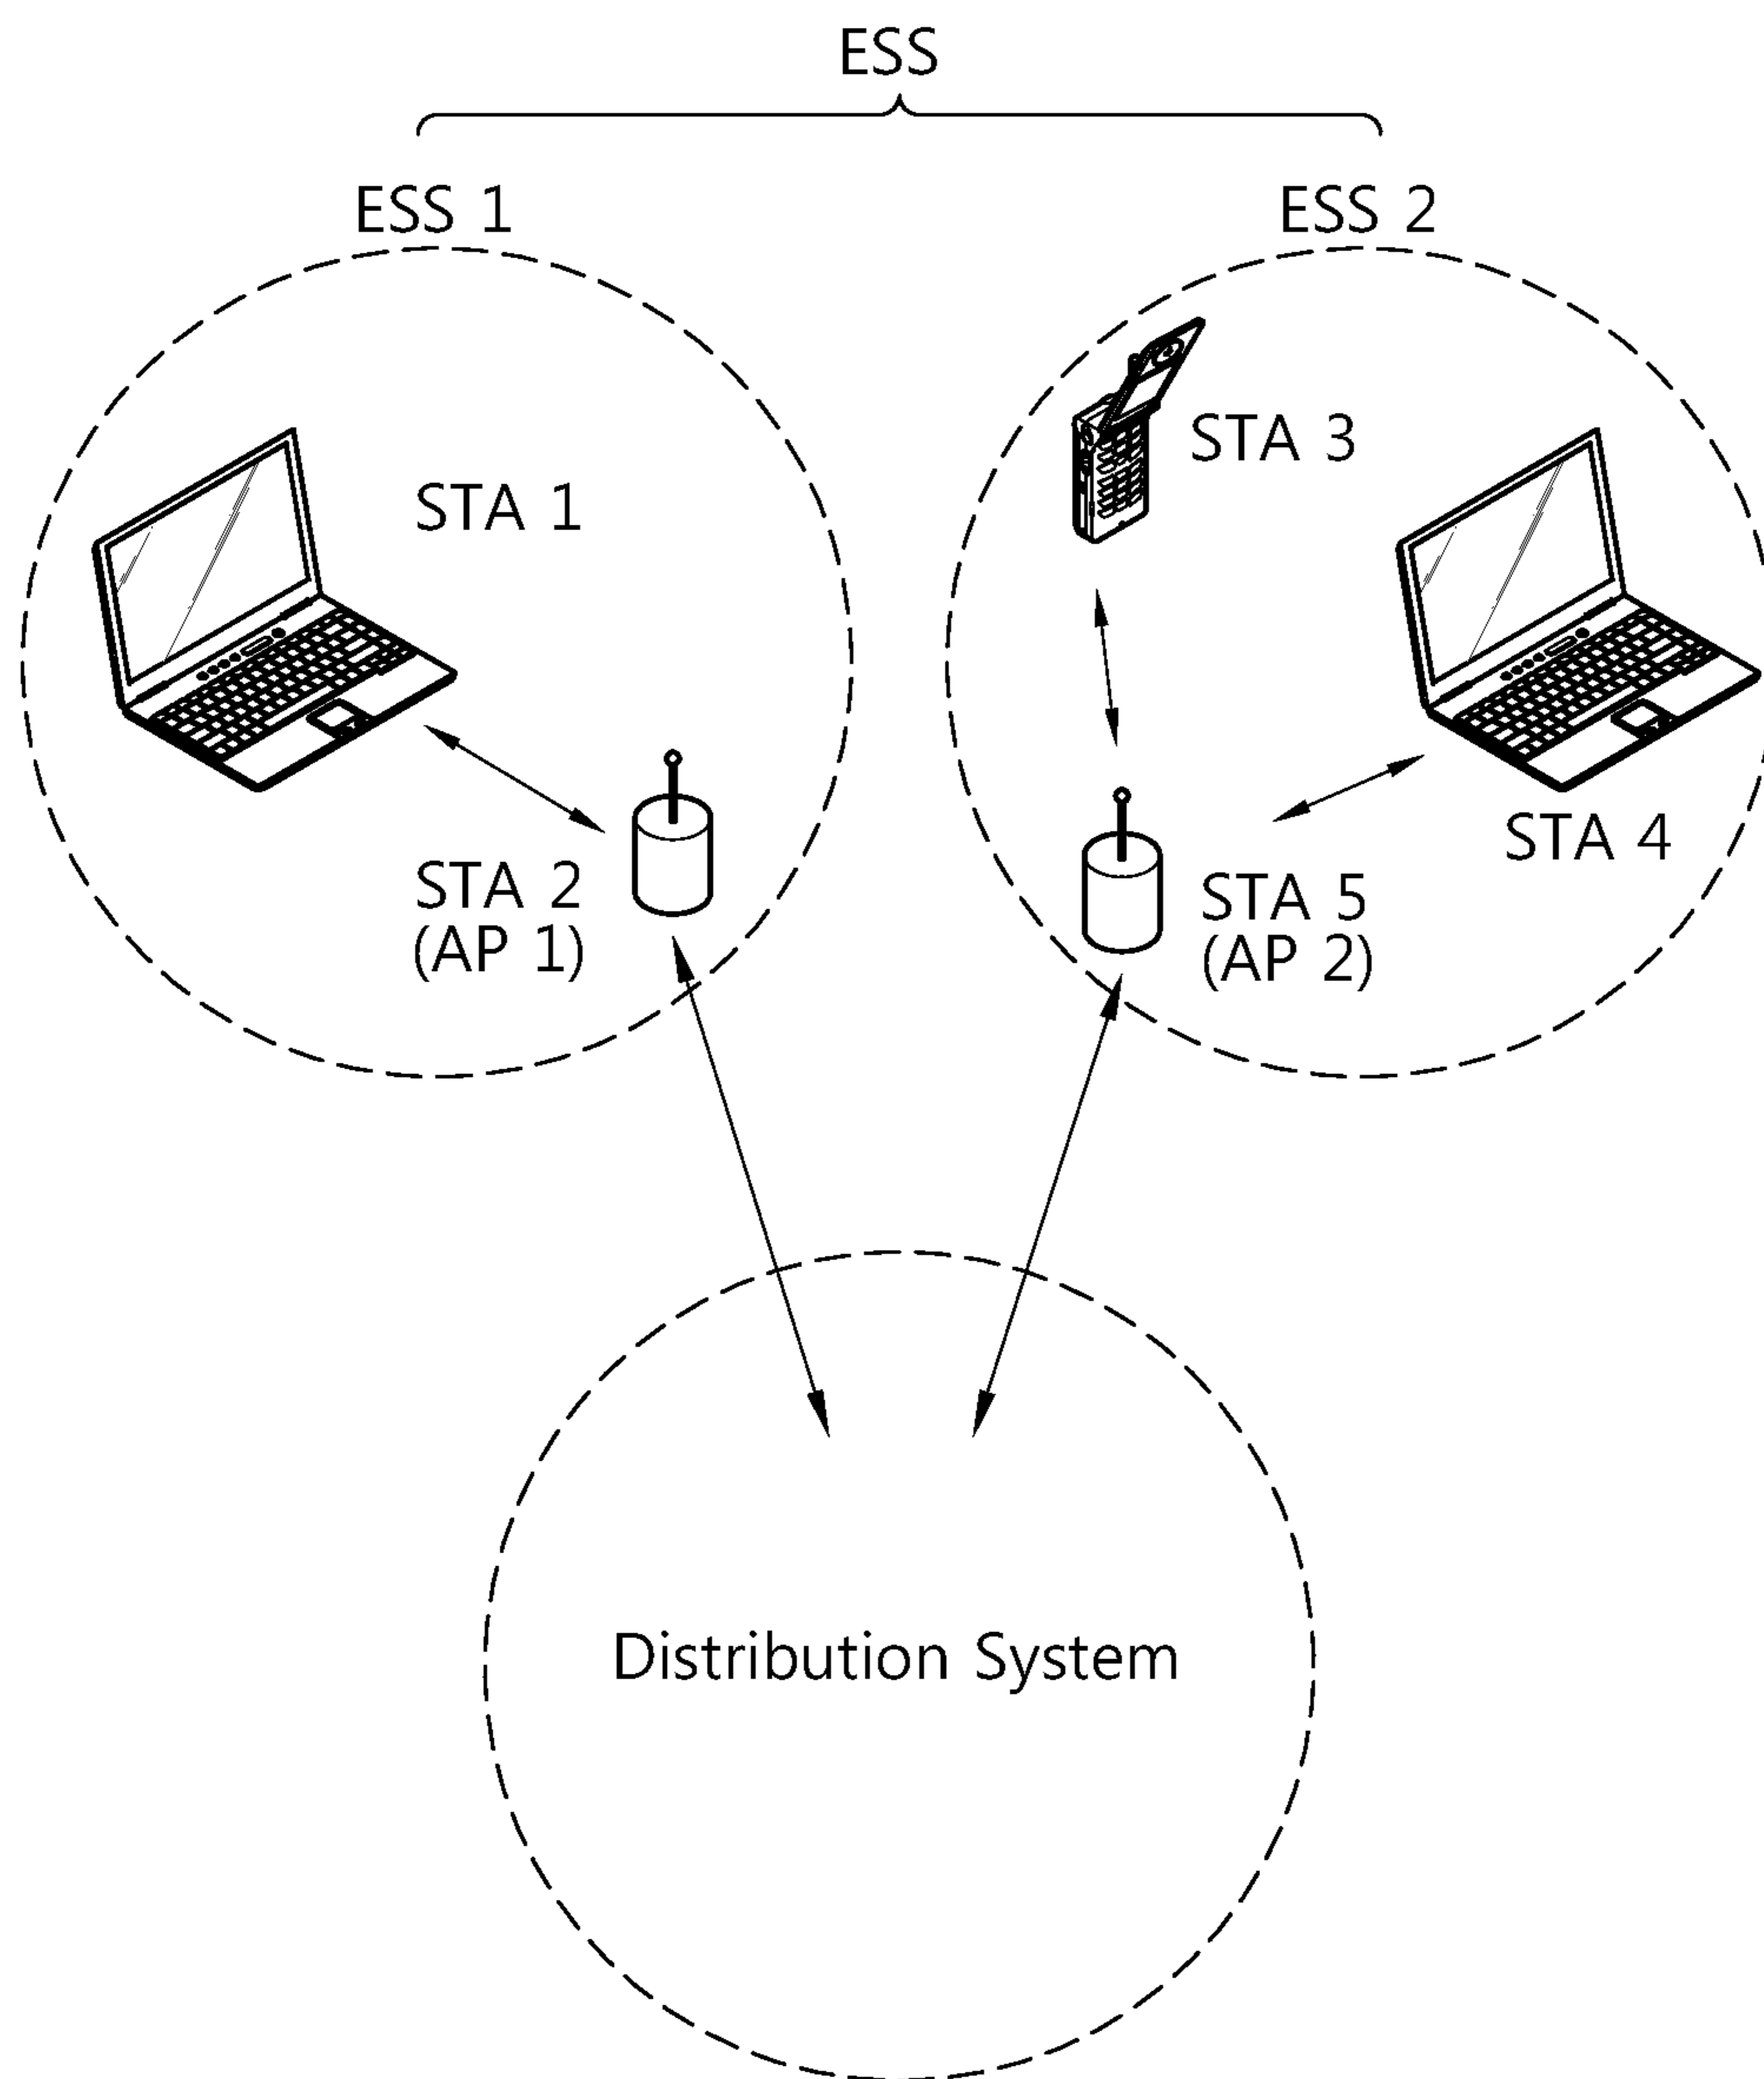 ESS
ESS 1
ESS 2
STA 1
STA 3
STA 2
(AP 1)
STA 4
STA 5
(AP 2)
Distribution System